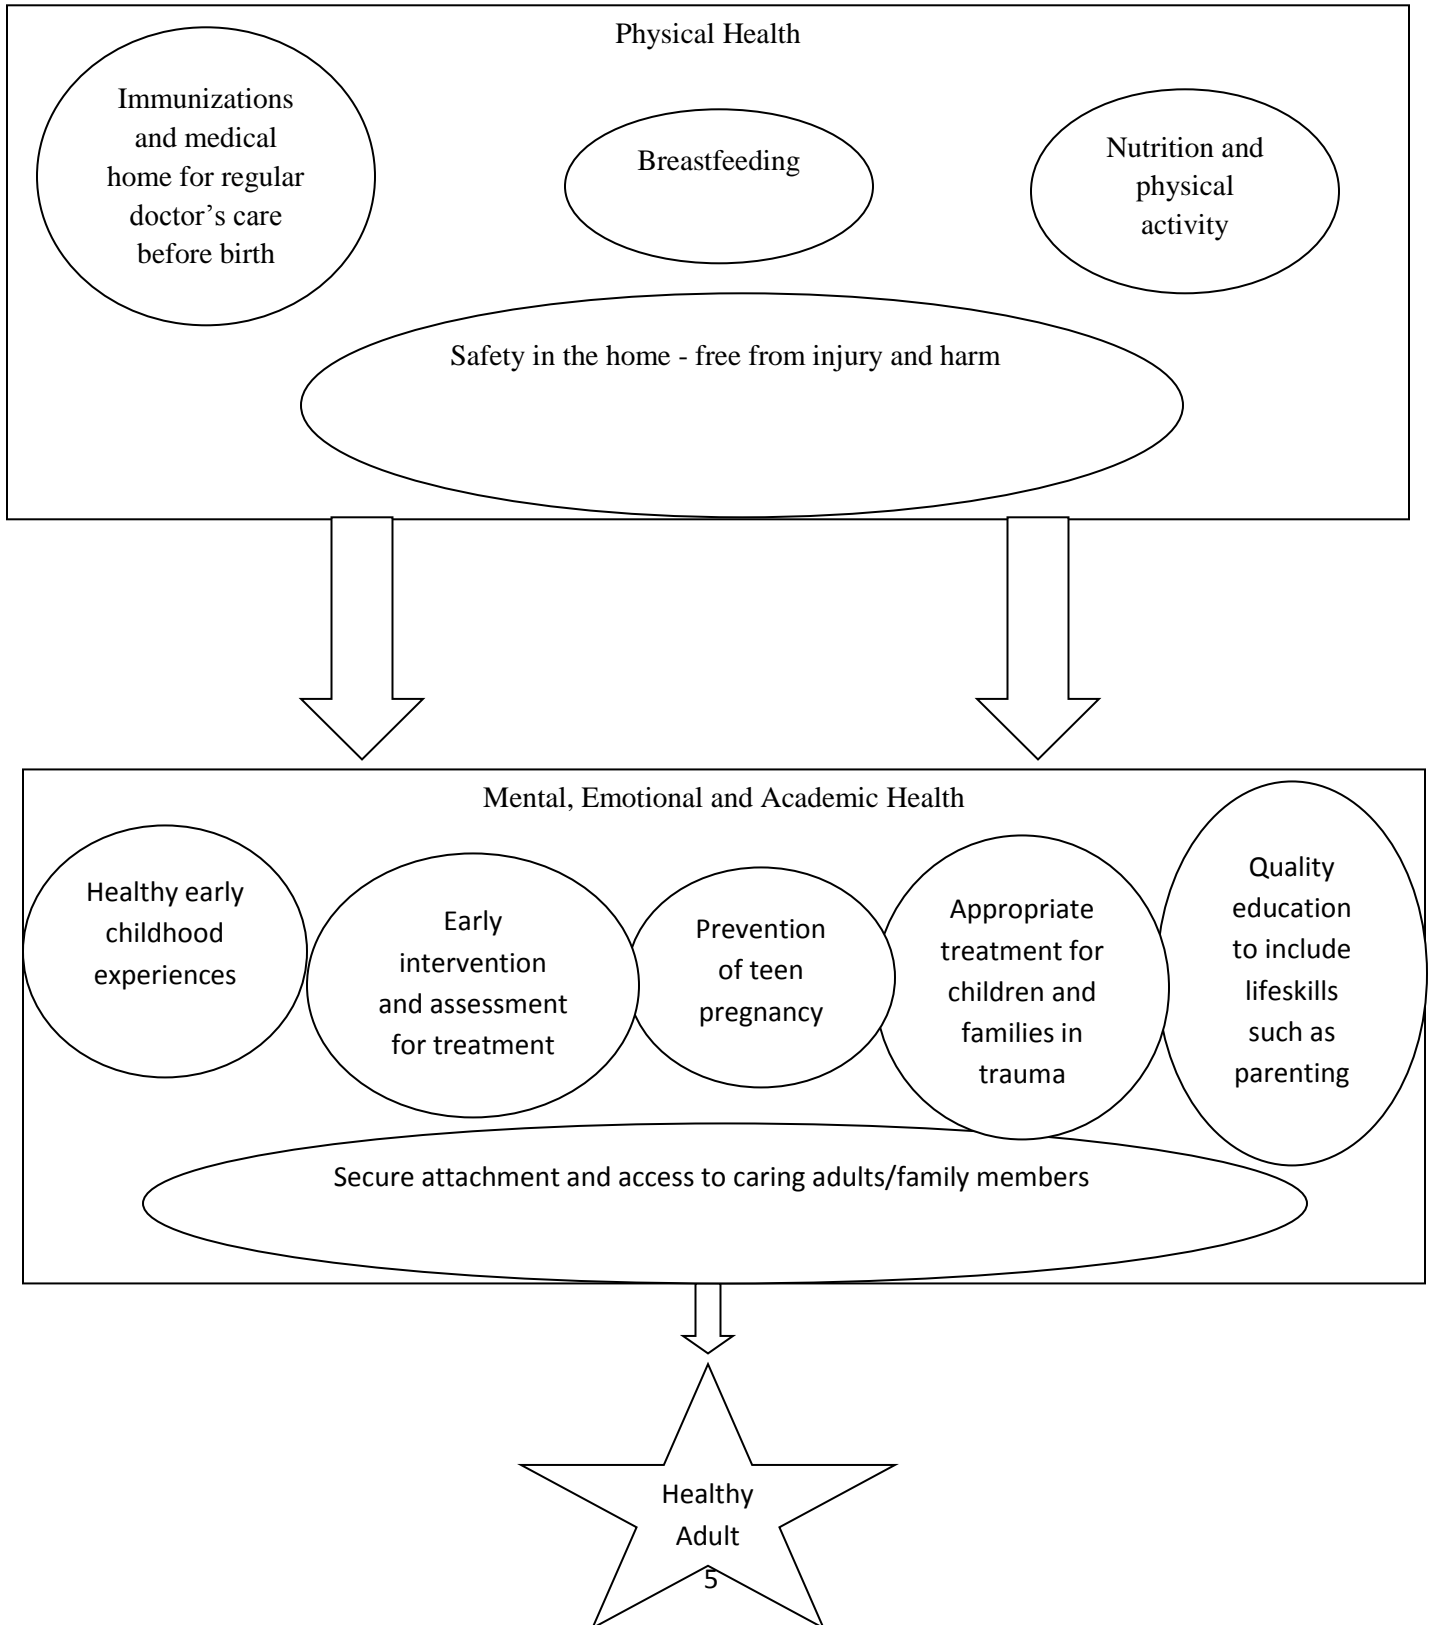 Physical Health
Immunizations
and medical
home for regular
doctor’s care
before birth
Breastfeeding
Nutrition and
physical
activity
Safety in the home - free from injury and harm
Mental, Emotional and Academic Health
Healthy early
childhood
experiences
Early
intervention
and assessment
for treatment
Prevention
of teen
pregnancy
Appropriate
treatment for
children and
families in
trauma
Quality
education
to include
lifeskills
such as
parenting
Secure attachment and access to caring adults/family members
Healthy
Adult
5